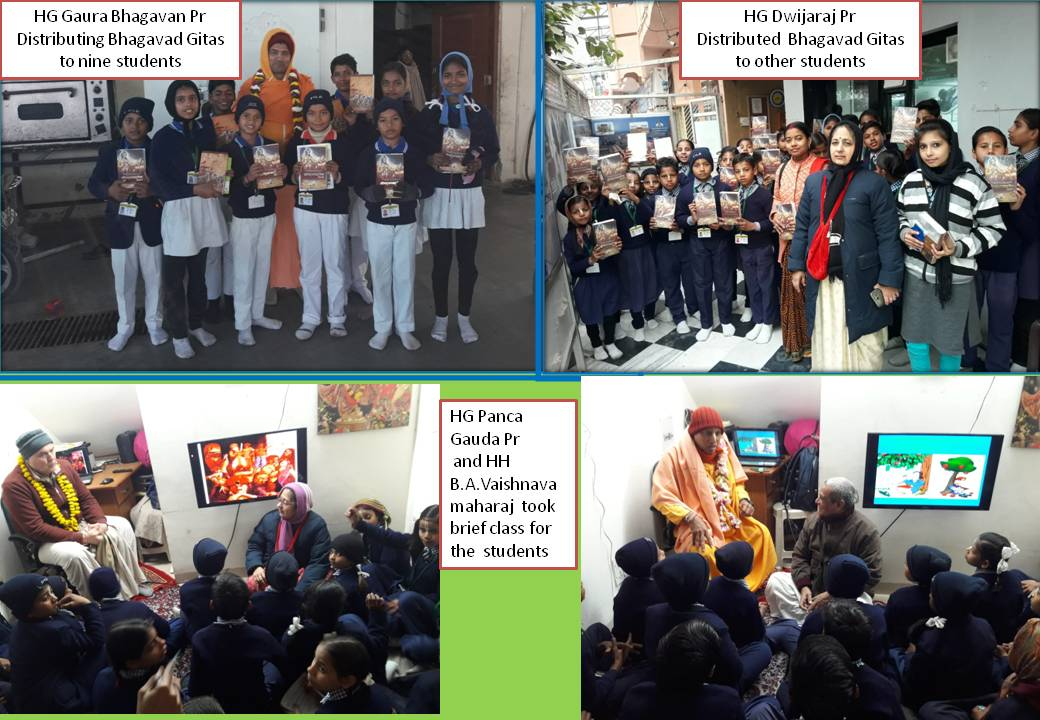 HG Gaura Bhagavan Pr
Distributing Bhagavad Gitas
to nine students
HG Dwijaraj Pr
Distributed Bhagavad Gitas
to other students
HG Panca
Gauda Pr
and HH
B.A.Vaishnava
maharaj took
brief class for
the students